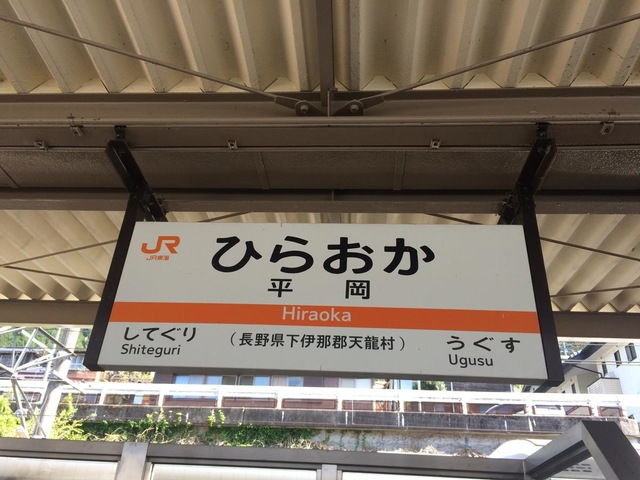 JR ひらおか
JR東海
平岡
Hiraoka
してぐり （長野県下伊那郡天龍村） うぐす
Shiteguri Ugusu